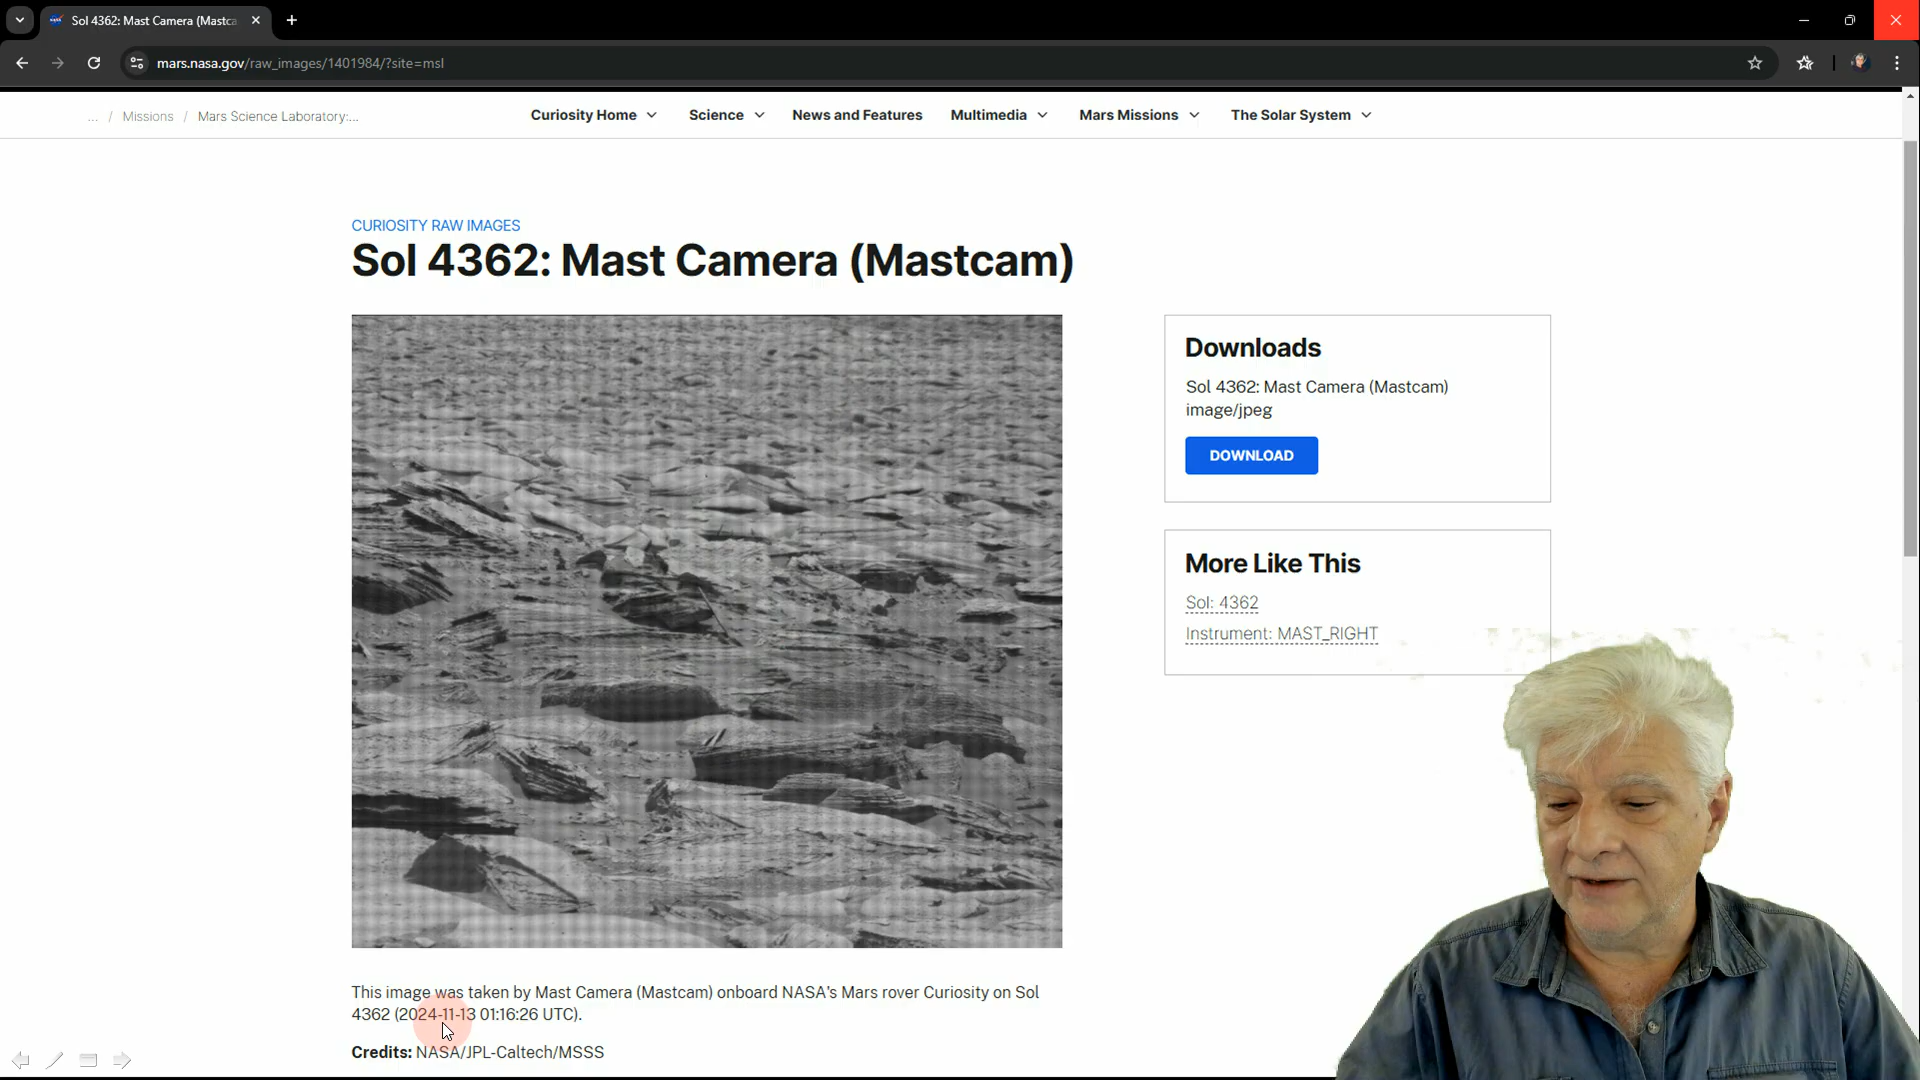 Sol 4362: Mast Camera (Mastca
mars.nasa.gov/raw_images/1401984/?site=msl
... / Missions / Mars Science Laboratory:...
Curiosity Home
Science
News and Features
Multimedia
Mars Missions
The Solar System
CURIOSITY RAW IMAGES
Sol 4362: Mast Camera (Mastcam)
Downloads
Sol 4362: Mast Camera (Mastcam)
image/jpeg
DOWNLOAD
More Like This
Sol: 4362
Instrument: MAST_RIGHT
This image was taken by Mast Camera (Mastcam) onboard NASA's Mars rover Curiosity on Sol
4362 (2024-11-13 01:16:26 UTC).
Credits: NASA/JPL-Caltech/MSSS